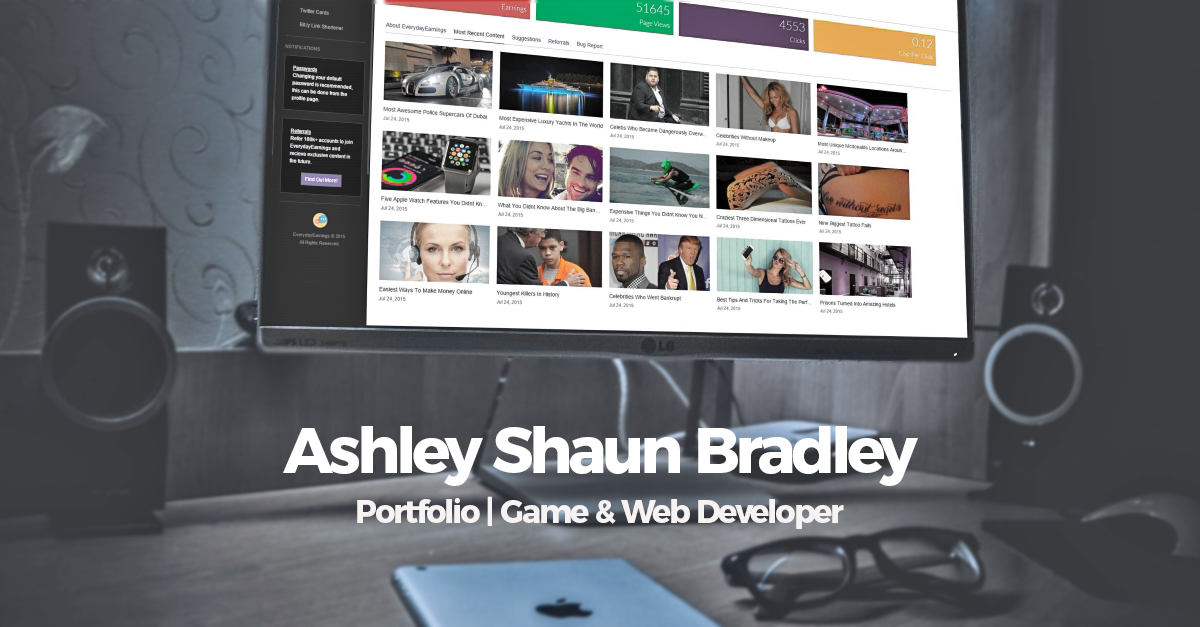 Twitter Cards
Bit.ly Link Shortener
NOTIFICATIONS
Passwords
Changing your default
password is recommended,
this can be done from the
profile page.
Referrals
Refer 100k+ accounts to join
EverydayEarnings and
recieve exclusive content in
the future.
Find Out More!
EverydayEarnings © 2015
All Rights Reserved
Earnings
51645
Page Views
4553
Clicks
0.12
Cost Per Click
About EverydayEarnings Most Recent Content Suggestions Referrals Bug Report
Most Awesome Police Supercars Of Dubai
Jul 24, 2015
Most Expensive Luxury Yachts In The World
Jul 24, 2015
Celebs Who Became Dangerously Overw...
Jul 24, 2015
Celebrities Without Makeup
Jul 24, 2015
Most Unique Mcdonalds Locations Aroun...
Jul 24, 2015
Five Apple Watch Features You Didnt Kn...
Jul 24, 2015
What You Didnt Know About The Big Ban...
Jul 24, 2015
Expensive Things You Didnt Know You N...
Jul 24, 2015
Craziest Three Dimensional Tattoos Ever
Jul 24, 2015
Nine Biggest Tattoo Fails
Jul 24, 2015
Easiest Ways To Make Money Online
Jul 24, 2015
Youngest Killers In History
Jul 24, 2015
Celebrities Who Went Bankrupt
Jul 24, 2015
Best Tips And Tricks For Taking The Perf...
Jul 24, 2015
Prisons Turned Into Amazing Hotels
Jul 24, 2015
LG
Ashley Shaun Bradley
Portfolio | Game & Web Developer